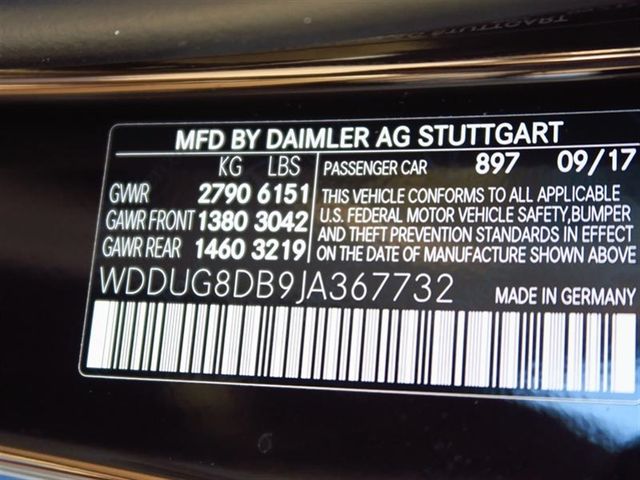 MFD BY DAIMLER AG STUTTGART
KG LBS
GVWR 2790 6151
GAWR FRONT 1380 3042
GAWR REAR 1460 3219
PASSENGER CAR 897 09/17
THIS VEHICLE CONFORMS TO ALL APPLICABLE
U.S. FEDERAL MOTOR VEHICLE SAFETY,BUMPER
AND THEFT PREVENTION STANDARDS IN EFFECT
ON THE DATE OF MANUFACTURE SHOWN ABOVE
WDDUG8DB9JA367732 MADE IN GERMANY